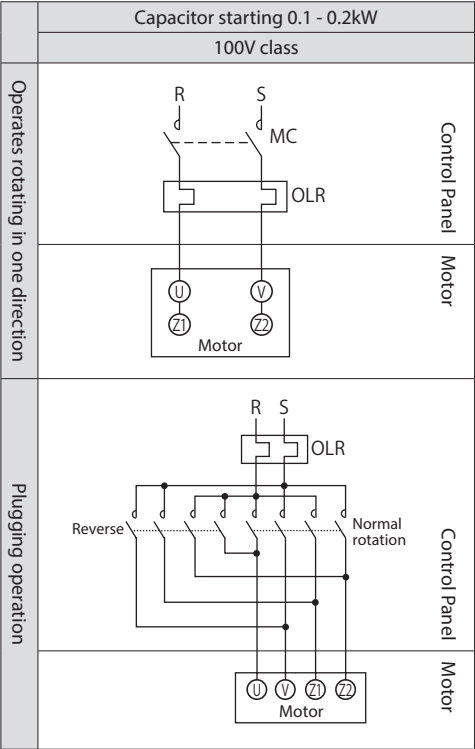 Capacitor starting 0.1 - 0.2kW
100V class
Operates rotating in one direction
R S
MC
OLR
Control Panel
U V
Z1 Z2
Motor
Motor
Plugging operation
R S
OLR
Reverse
Normal
rotation
Control Panel
U V Z1 Z2
Motor
Motor